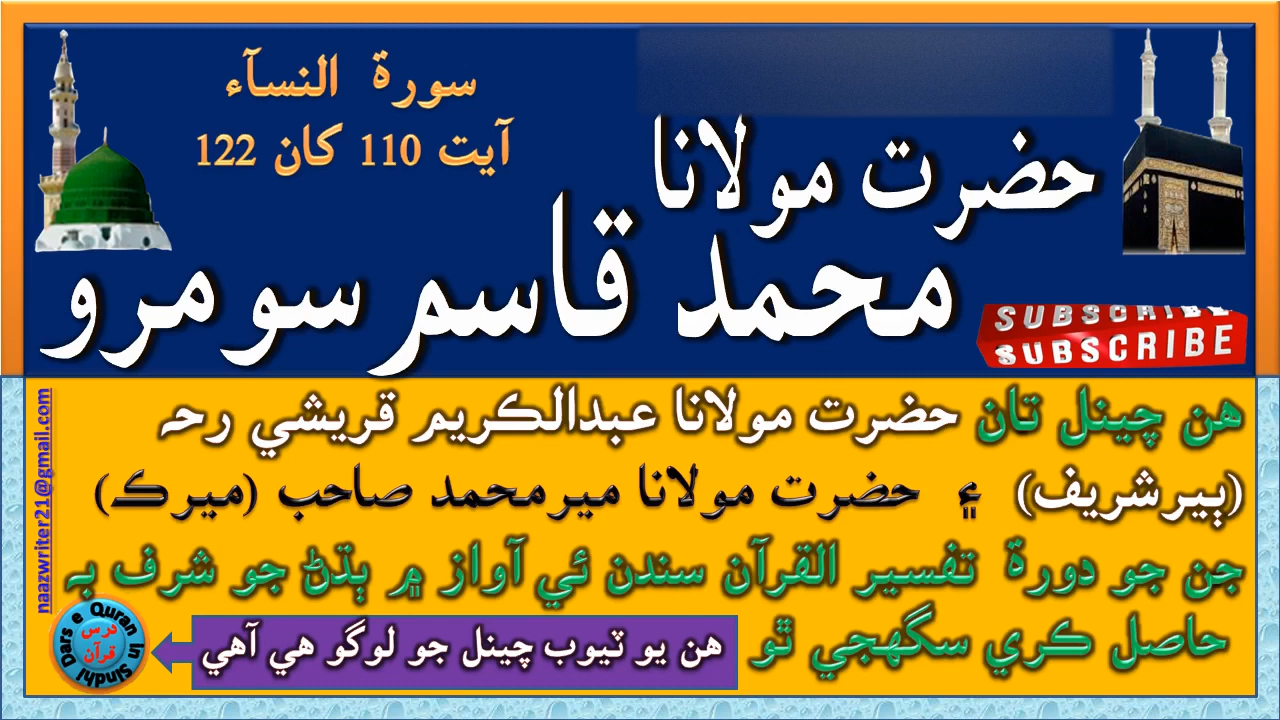 سورة النسآء
آيت 110 کان 122
حضرت مولانا
محمد قاسم سومرو
SUBSCRIBE
SUBSCRIBE
هن چينل تان حضرت مولانا عبدالڪريم قريشي رحہ
(ٻيرشريف) ۽ حضرت مولانا ميرمحمد صاحب (ميرڪ)
جن جو دورة تفسير القرآن سندن ئي آواز ۾ ٻڌڻ جو شرف بہ
حاصل ڪري سگهجي ٿو
هن يو ٽيوب چينل جو لوگو هي آهي
Dars e Quran in Sindhi
درس
قرآن
naazwriter21@gmail.com